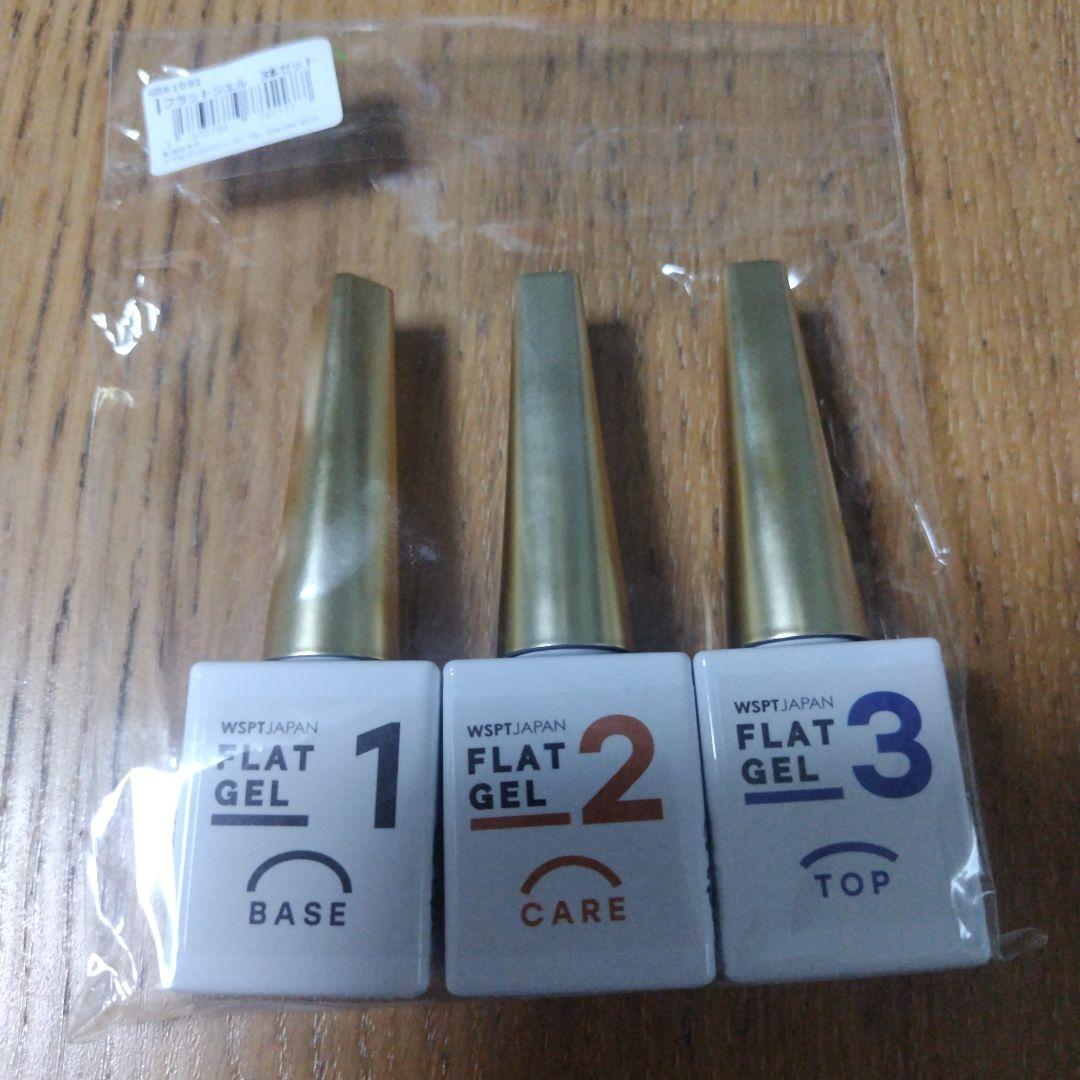 GE61092
フラットジェル 3本セット
WSPTJAPAN
FLAT
GEL
1
BASE
WSPTJAPAN
FLAT
GEL
2
CARE
WSPTJAPAN
FLAT
GEL
3
TOP